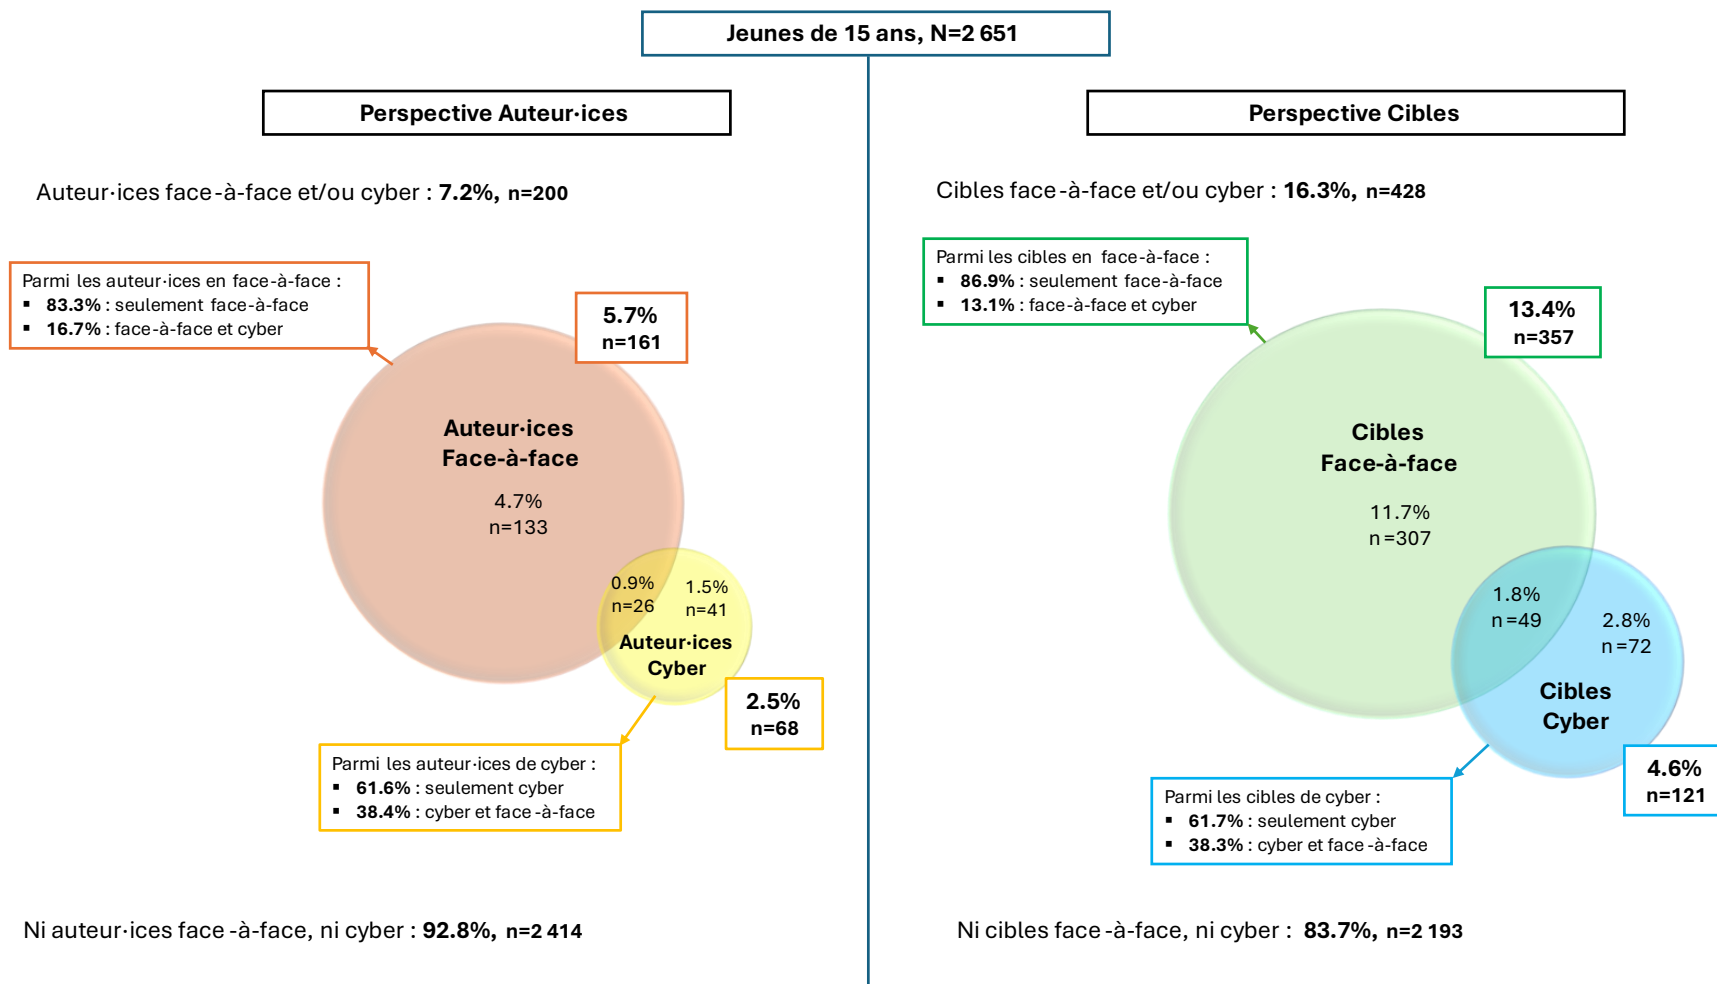 Jeunes de 15 ans, N=2 651
Perspective Auteur·ices
Auteur·ices face-à-face et/ou cyber : 7.2%, n=200
Parmi les auteur·ices en face-à-face :
▪ 83.3% : seulement face-à-face
▪ 16.7% : face-à-face et cyber
5.7%
n=161
Auteur·ices
Face-à-face
4.7%
n=133
0.9%
n=26
1.5%
n=41
Auteur·ices
Cyber
2.5%
n=68
Parmi les auteur·ices de cyber :
▪ 61.6% : seulement cyber
▪ 38.4% : cyber et face-à-face
Ni auteur·ices face-à-face, ni cyber : 92.8%, n=2 414
Perspective Cibles
Cibles face-à-face et/ou cyber : 16.3%, n=428
Parmi les cibles en face-à-face :
▪ 86.9% : seulement face-à-face
▪ 13.1% : face-à-face et cyber
13.4%
n=357
Cibles
Face-à-face
11.7%
n=307
1.8%
n=49
2.8%
n=72
Cibles
Cyber
4.6%
n=121
Parmi les cibles de cyber :
▪ 61.7% : seulement cyber
▪ 38.3% : cyber et face-à-face
Ni cibles face-à-face, ni cyber : 83.7%, n=2 193